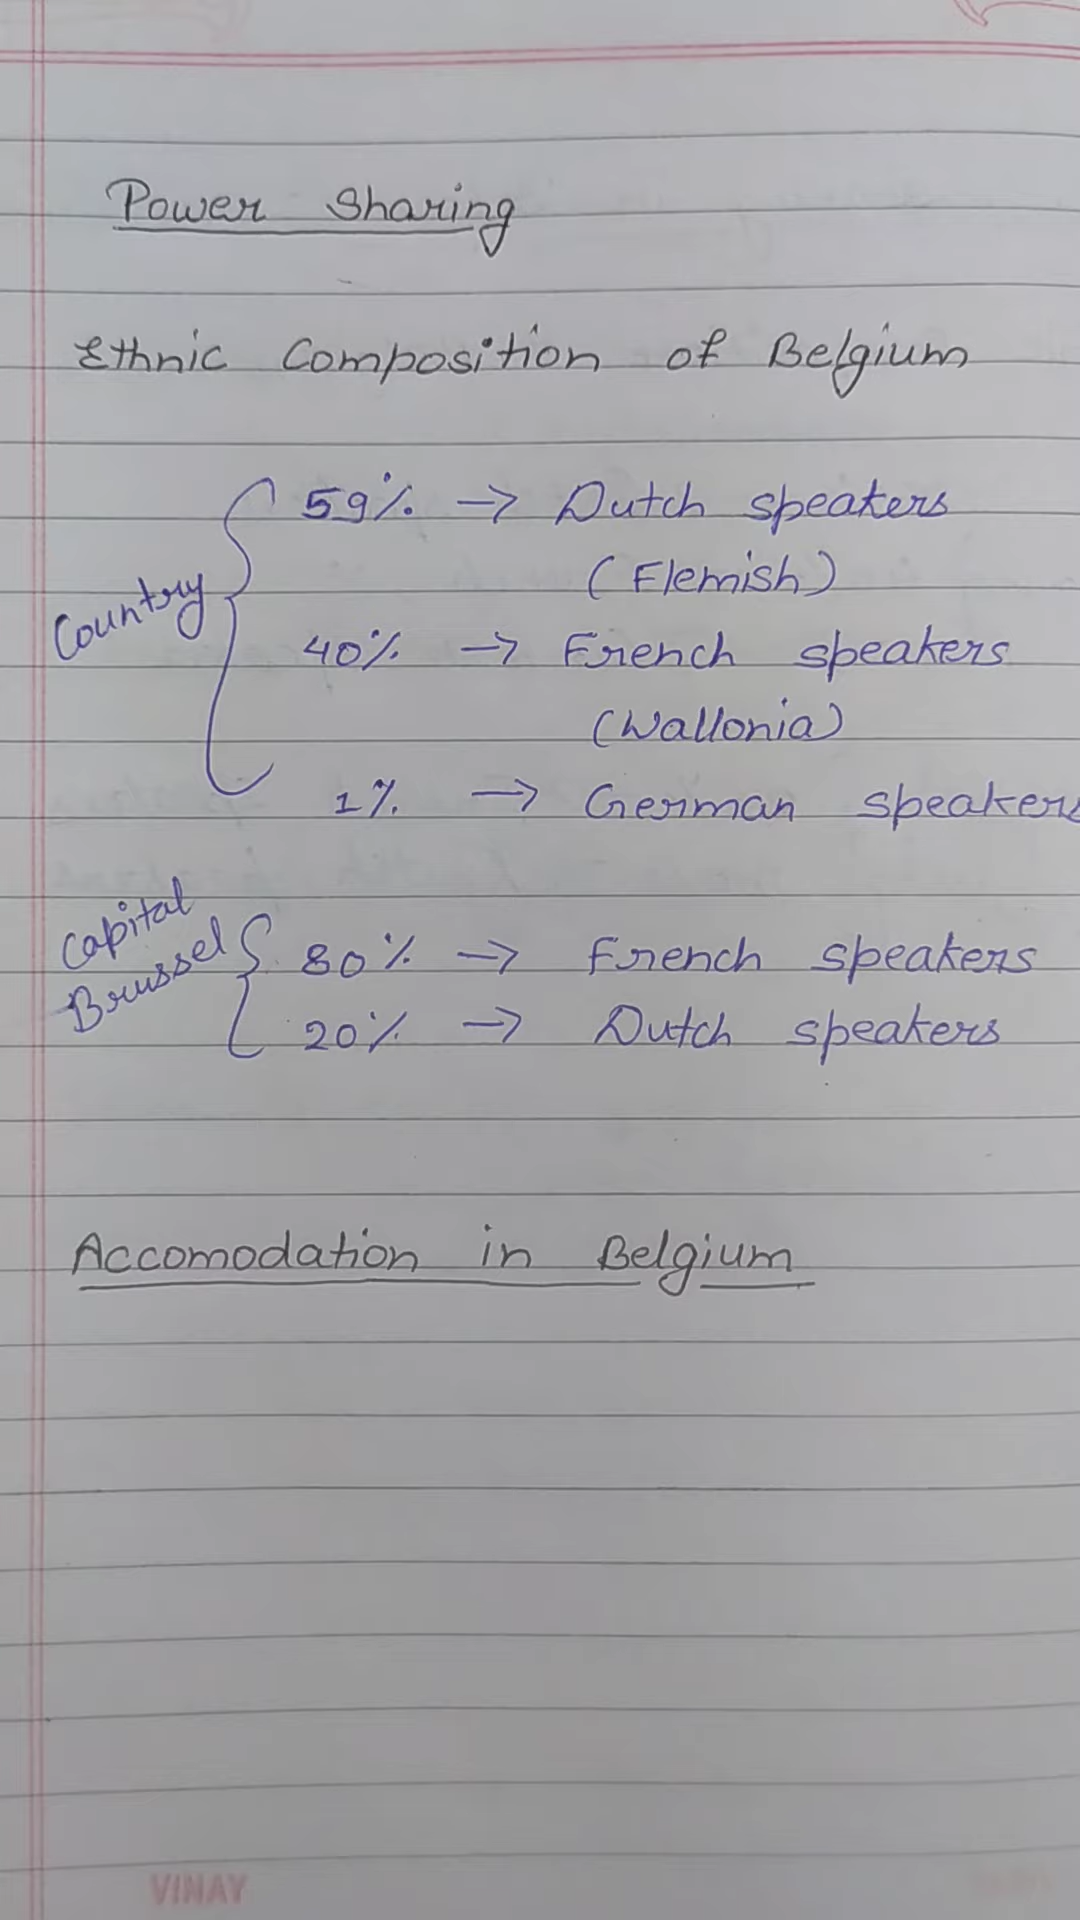 Power Sharing
Ethnic Composition of Belgium
Country
59% → Dutch speakers
(Flemish)
40% → French speakers
(Wallonia)
1% → German speakers
Capital
Brussel
80% → French speakers
20% → Dutch speakers
Accomodation in Belgium
VINAY